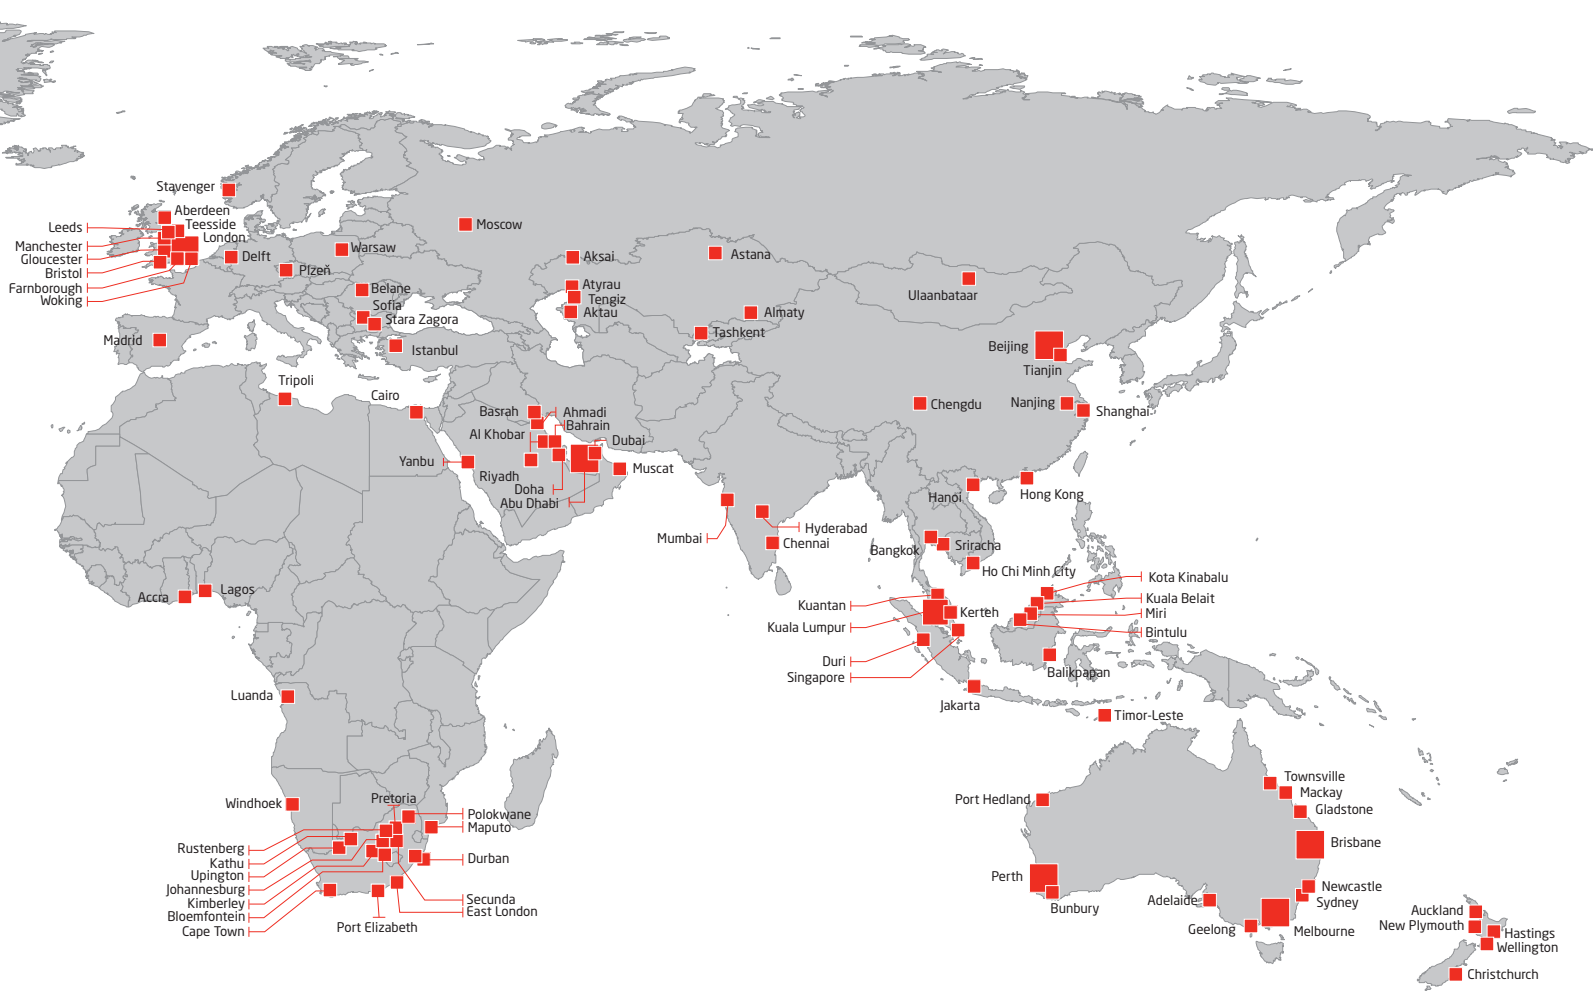 Stavenger
Aberdeen
Leeds
Teesside
Manchester
London
Gloucester
Bristol
Farnborough
Woking
Delft
Warsaw
Plzeň
Belane
Sofia
Stara Zagora
Madrid
Istanbul
Moscow
Aksai
Astana
Atyrau
Tengiz
Aktau
Almaty
Tashkent
Ulaanbataar
Beijing
Tianjin
Chengdu
Nanjing
Shanghai
Tripoli
Cairo
Basrah
Ahmadi
Bahrain
Al Khobar
Dubai
Yanbu
Riyadh
Muscat
Doha
Abu Dhabi
Hanoi
Hong Kong
Mumbai
Hyderabad
Chennai
Bangkok
Sriracha
Ho Chi Minh City
Accra
Lagos
Kota Kinabalu
Kuantan
Kuala Belait
Kerteh
Miri
Kuala Lumpur
Bintulu
Duri
Singapore
Balikpapan
Luanda
Jakarta
Timor-Leste
Windhoek
Pretoria
Polokwane
Maputo
Rustenberg
Kathu
Durban
Upington
Johannesburg
Kimberley
Secunda
Bloemfontein
East London
Cape Town
Port Elizabeth
Townsville
Mackay
Port Hedland
Gladstone
Brisbane
Perth
Newcastle
Bunbury
Adelaide
Sydney
Geelong
Melbourne
Auckland
New Plymouth
Hastings
Wellington
Christchurch